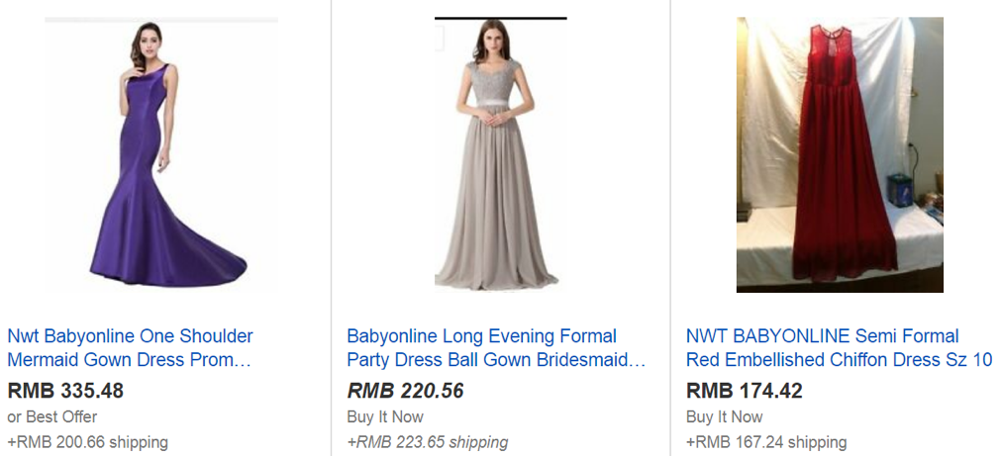 Nwt Babyonline One Shoulder
Mermaid Gown Dress Prom...
RMB 335.48
or Best Offer
+RMB 200.66 shipping
Babyonline Long Evening Formal
Party Dress Ball Gown Bridesmaid...
RMB 220.56
Buy It Now
+RMB 223.65 shipping
NWT BABYONLINE Semi Formal
Red Embellished Chiffon Dress Sz 10
RMB 174.42
Buy It Now
+RMB 167.24 shipping